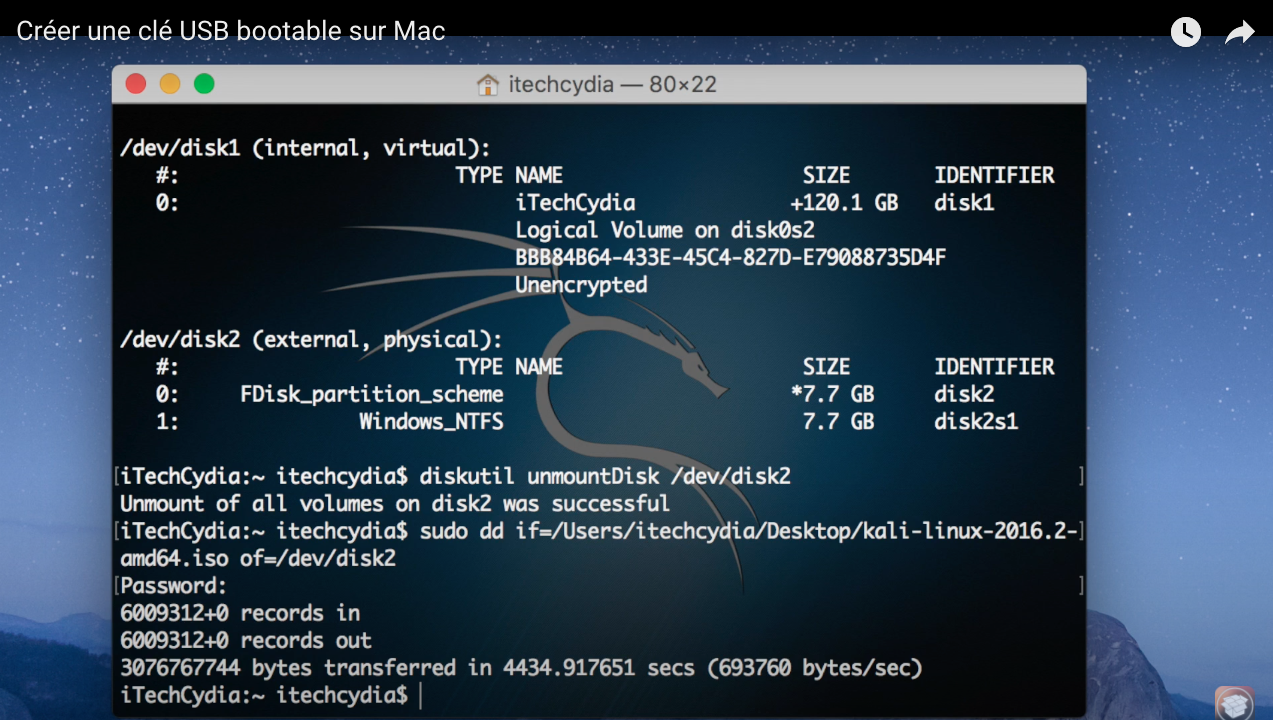 Créer une clé USB bootable sur Mac
itechcydia — 80×22
/dev/disk1 (internal, virtual):
#: TYPE NAME SIZE IDENTIFIER
0: iTechCydia +120.1 GB disk1
Logical Volume on disk0s2
BBB84B64-433E-45C4-827D-E79088735D4F
Unencrypted
/dev/disk2 (external, physical):
#: TYPE NAME SIZE IDENTIFIER
0: FDisk_partition_scheme *7.7 GB disk2
1: Windows_NTFS 7.7 GB disk2s1
[iTechCydia:~ itechcydia$ diskutil unmountDisk /dev/disk2 ]
Unmount of all volumes on disk2 was successful
[iTechCydia:~ itechcydia$ sudo dd if=/Users/itechcydia/Desktop/kali-linux-2016.2-]
amd64.iso of=/dev/disk2
[Password: ]
6009312+0 records in
6009312+0 records out
3076767744 bytes transferred in 4434.917651 secs (693760 bytes/sec)
iTechCydia:~ itechcydia$